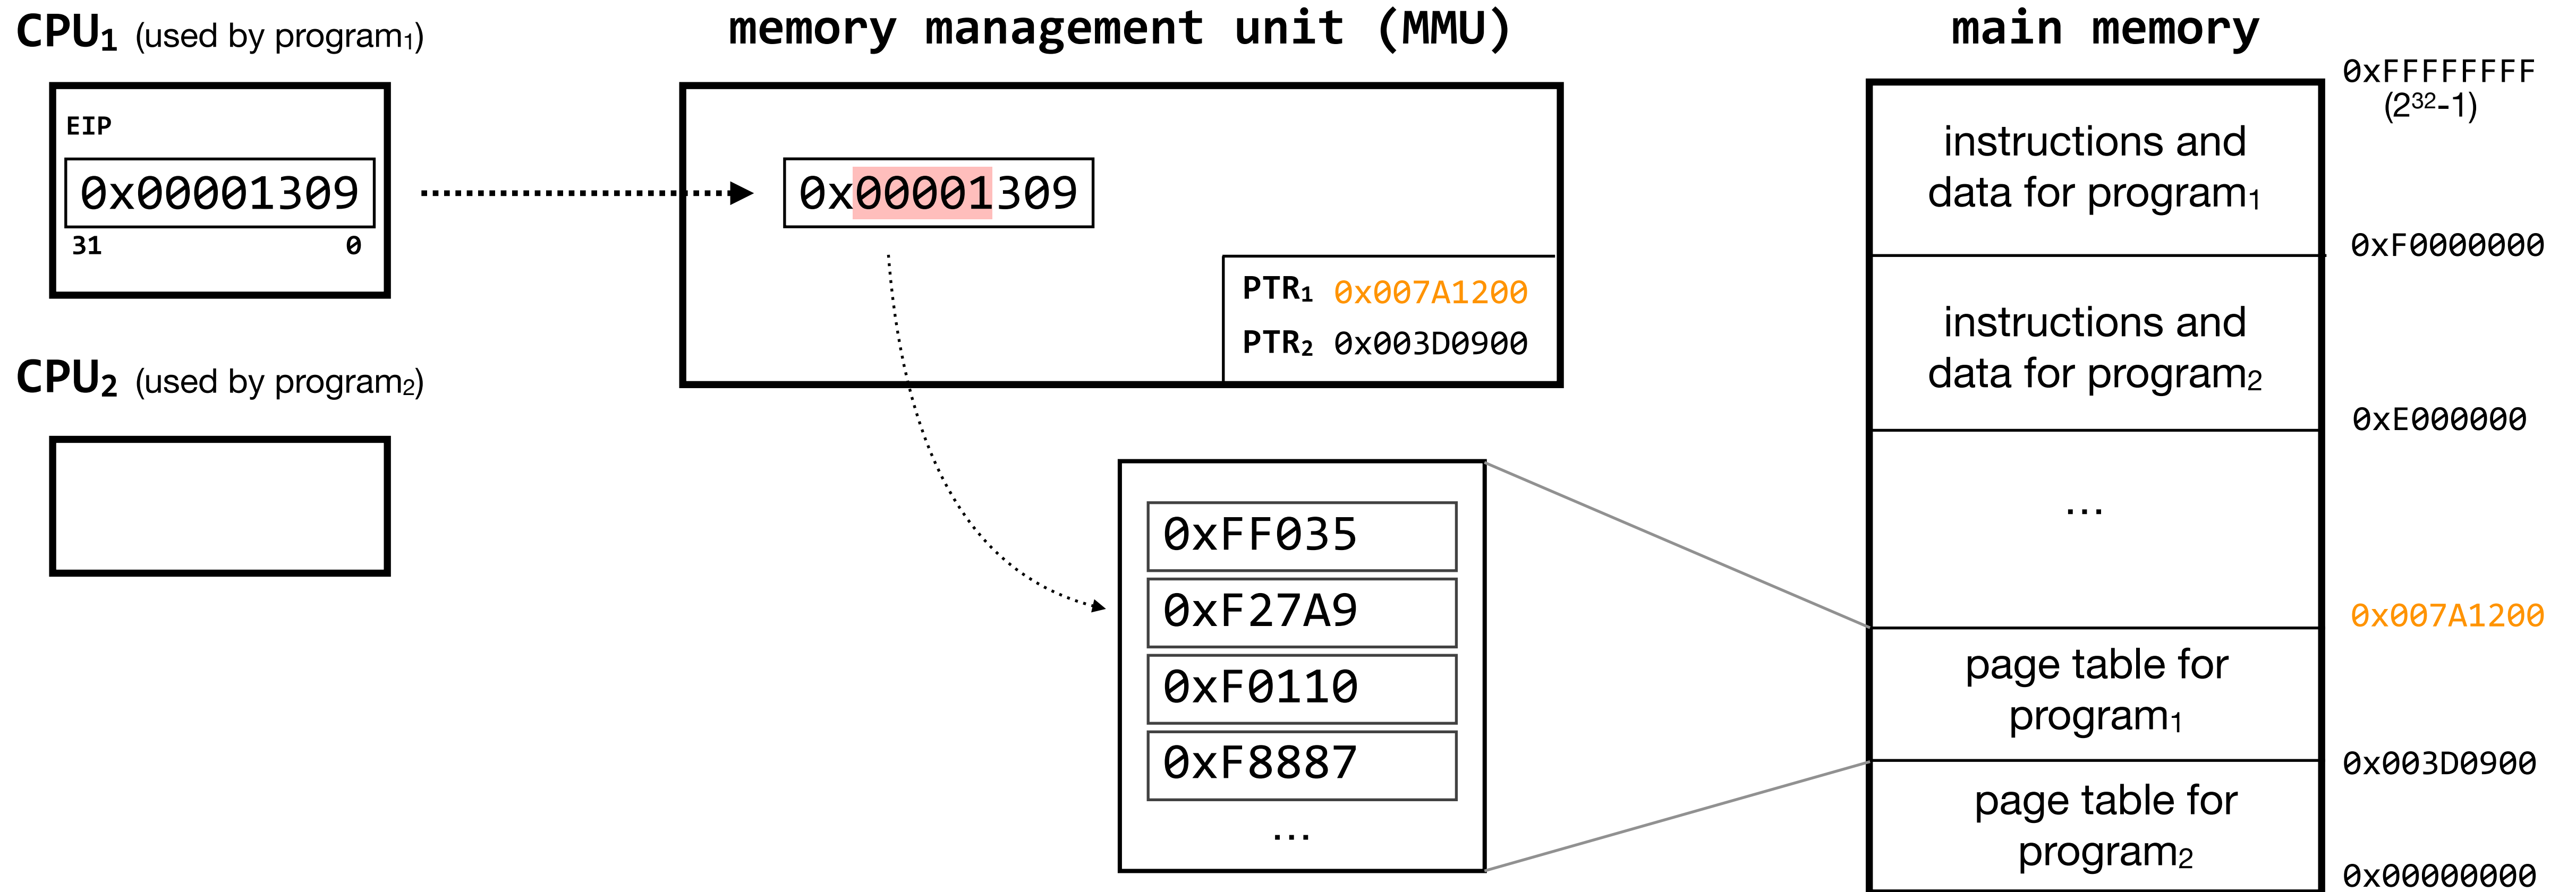 CPU₁ (used by program₁)
EIP
0x00001309
31 0
CPU₂ (used by program₂)
memory management unit (MMU)
0x00001309
PTR₁ 0x007A1200
PTR₂ 0x003D0900
0xFF035
0xF27A9
0xF0110
0xF8887
...
main memory
0xFFFFFFFF
(2³²-1)
instructions and
data for program₁
0xF0000000
instructions and
data for program₂
0xE000000
...
0x007A1200
page table for
program₁
0x003D0900
page table for
program₂
0x00000000